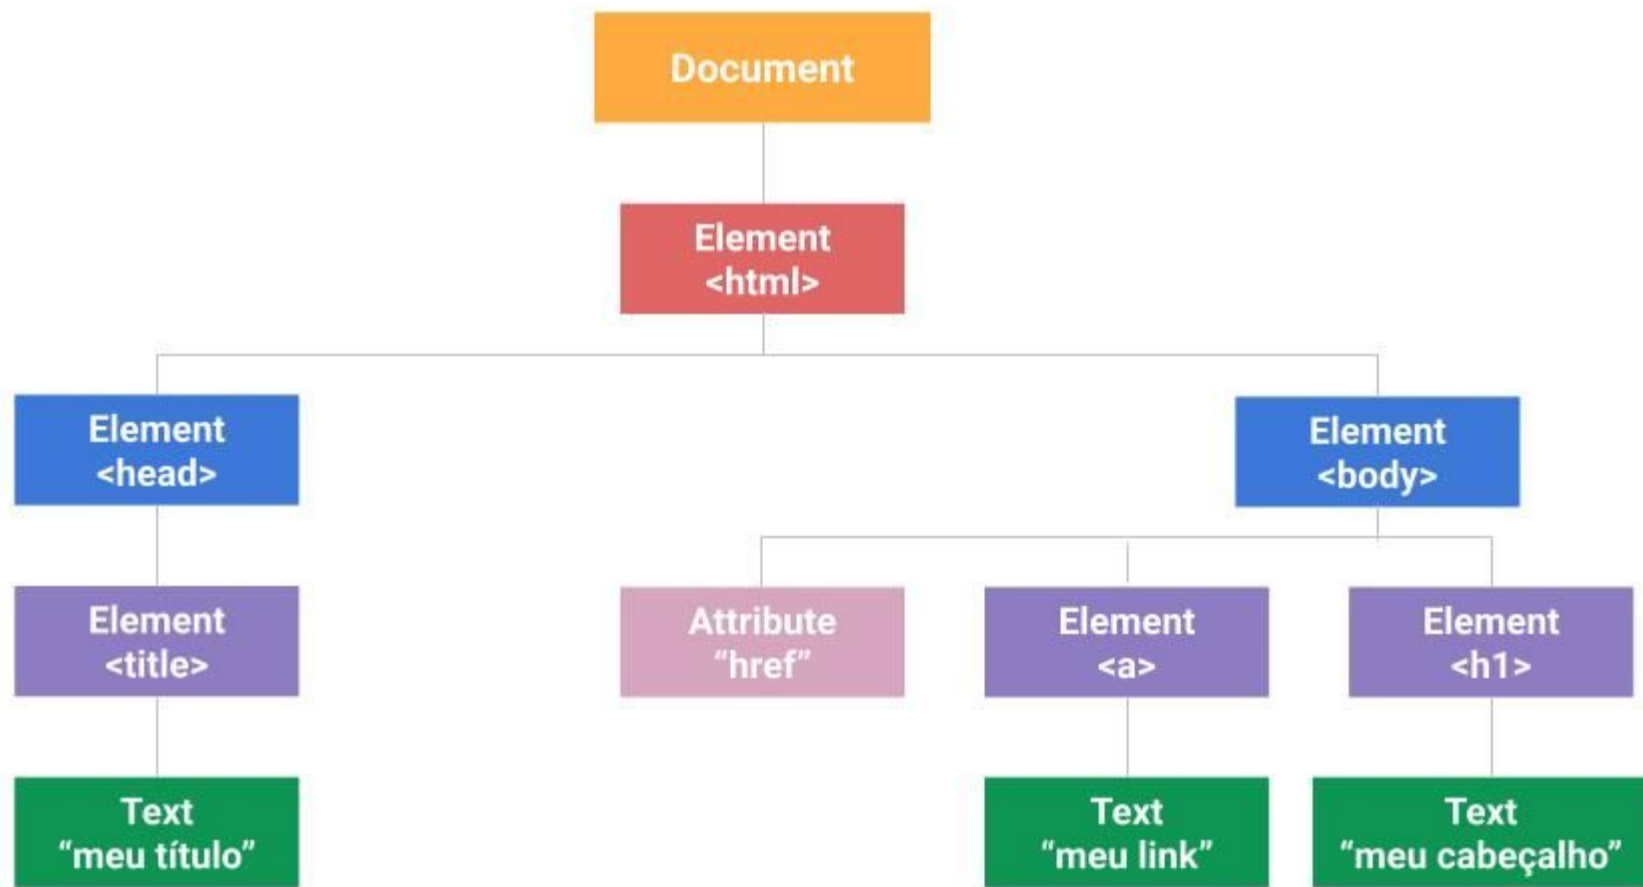 Document
Element
<html>
Element
<head>
Element
<body>
Element
<title>
Attribute
“href”
Element
<a>
Element
<h1>
Text
“meu título”
Text
“meu link”
Text
“meu cabeçalho”